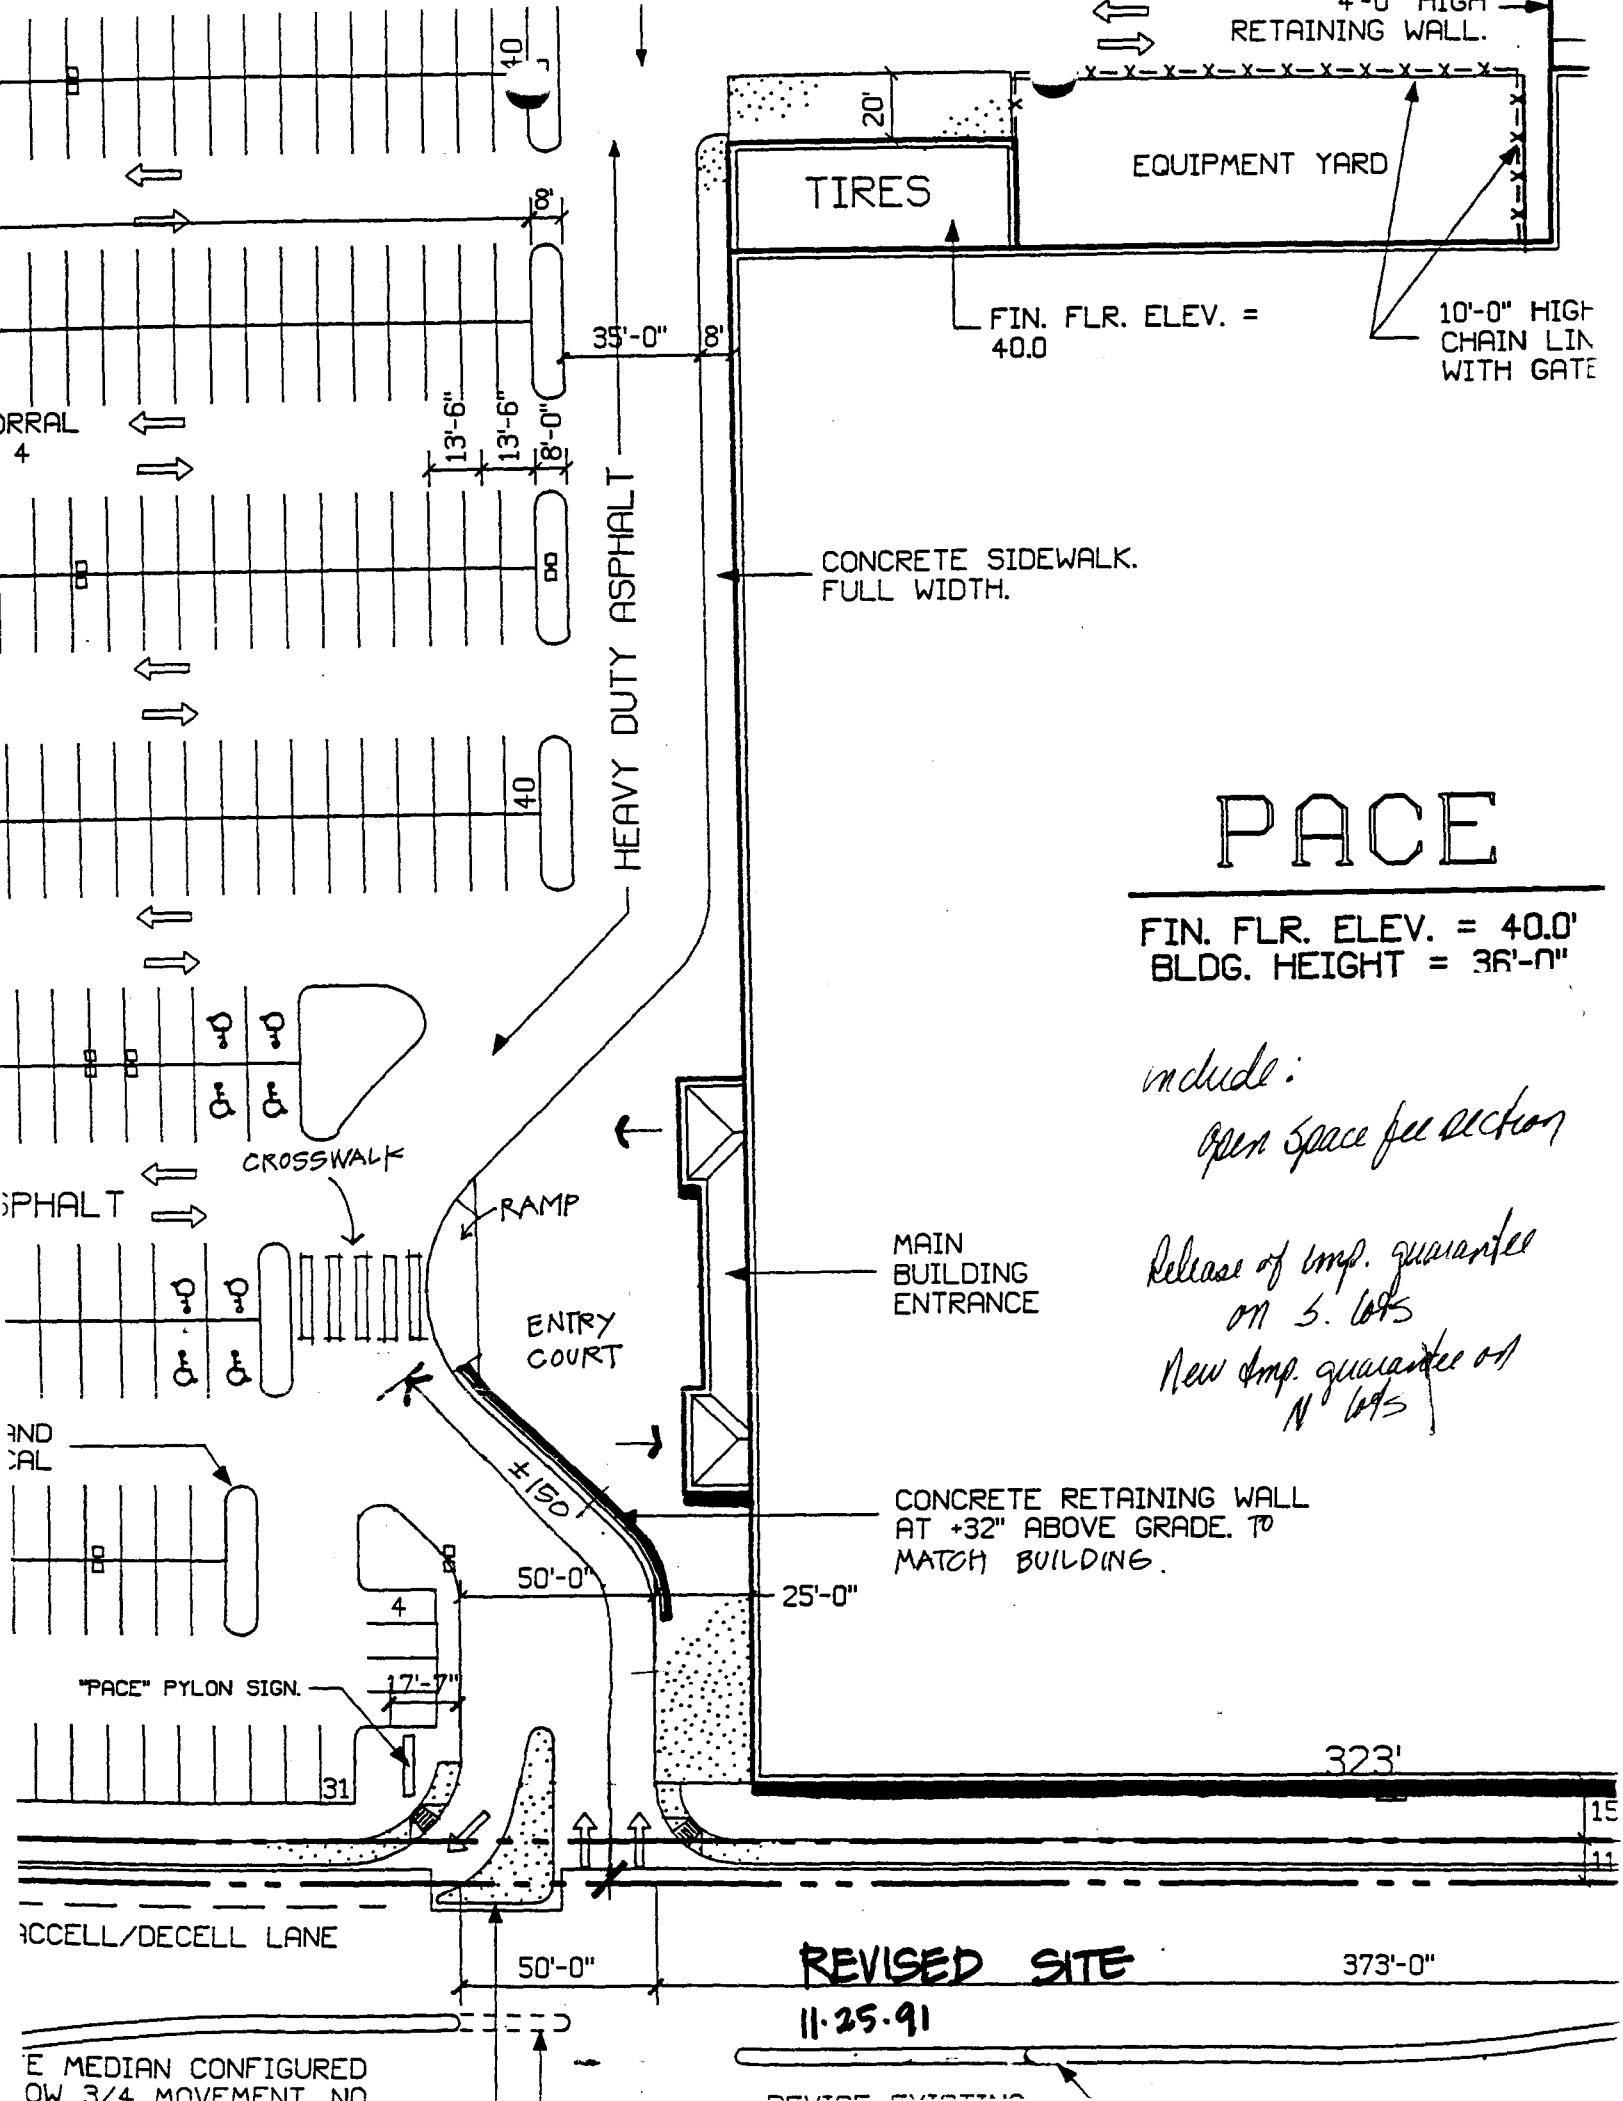 4'-0" HIGH
RETAINING WALL.
40
20'
TIRES
EQUIPMENT YARD
8'
FIN. FLR. ELEV. =
40.0
10'-0" HIGH
CHAIN LIN
WITH GATE
35'-0"
8'
ORRAL
4
13'-6"
13'-6"
8'-0"
HEAVY DUTY ASPHALT
CONCRETE SIDEWALK.
FULL WIDTH.
40
PACE
FIN. FLR. ELEV. = 40.0'
BLDG. HEIGHT = 36'-0"
include:
open space fee section
CROSSWALK
SPHALT
RAMP
MAIN
BUILDING
ENTRANCE
Release of imp. guarantee
on S. lots
New Imp. guarantee on
N lots
ENTRY
COURT
AND
CAL
±150
CONCRETE RETAINING WALL
AT +32" ABOVE GRADE. TO
MATCH BUILDING.
50'-0"
25'-0"
4
"PACE" PYLON SIGN.
17'-7"
31
323'
15
11
ACCELL/DECELL LANE
50'-0"
REVISED SITE
373'-0"
11.25.91
E MEDIAN CONFIGURED
OW 3/4 MOVEMENT NO
REVISE EXISTING